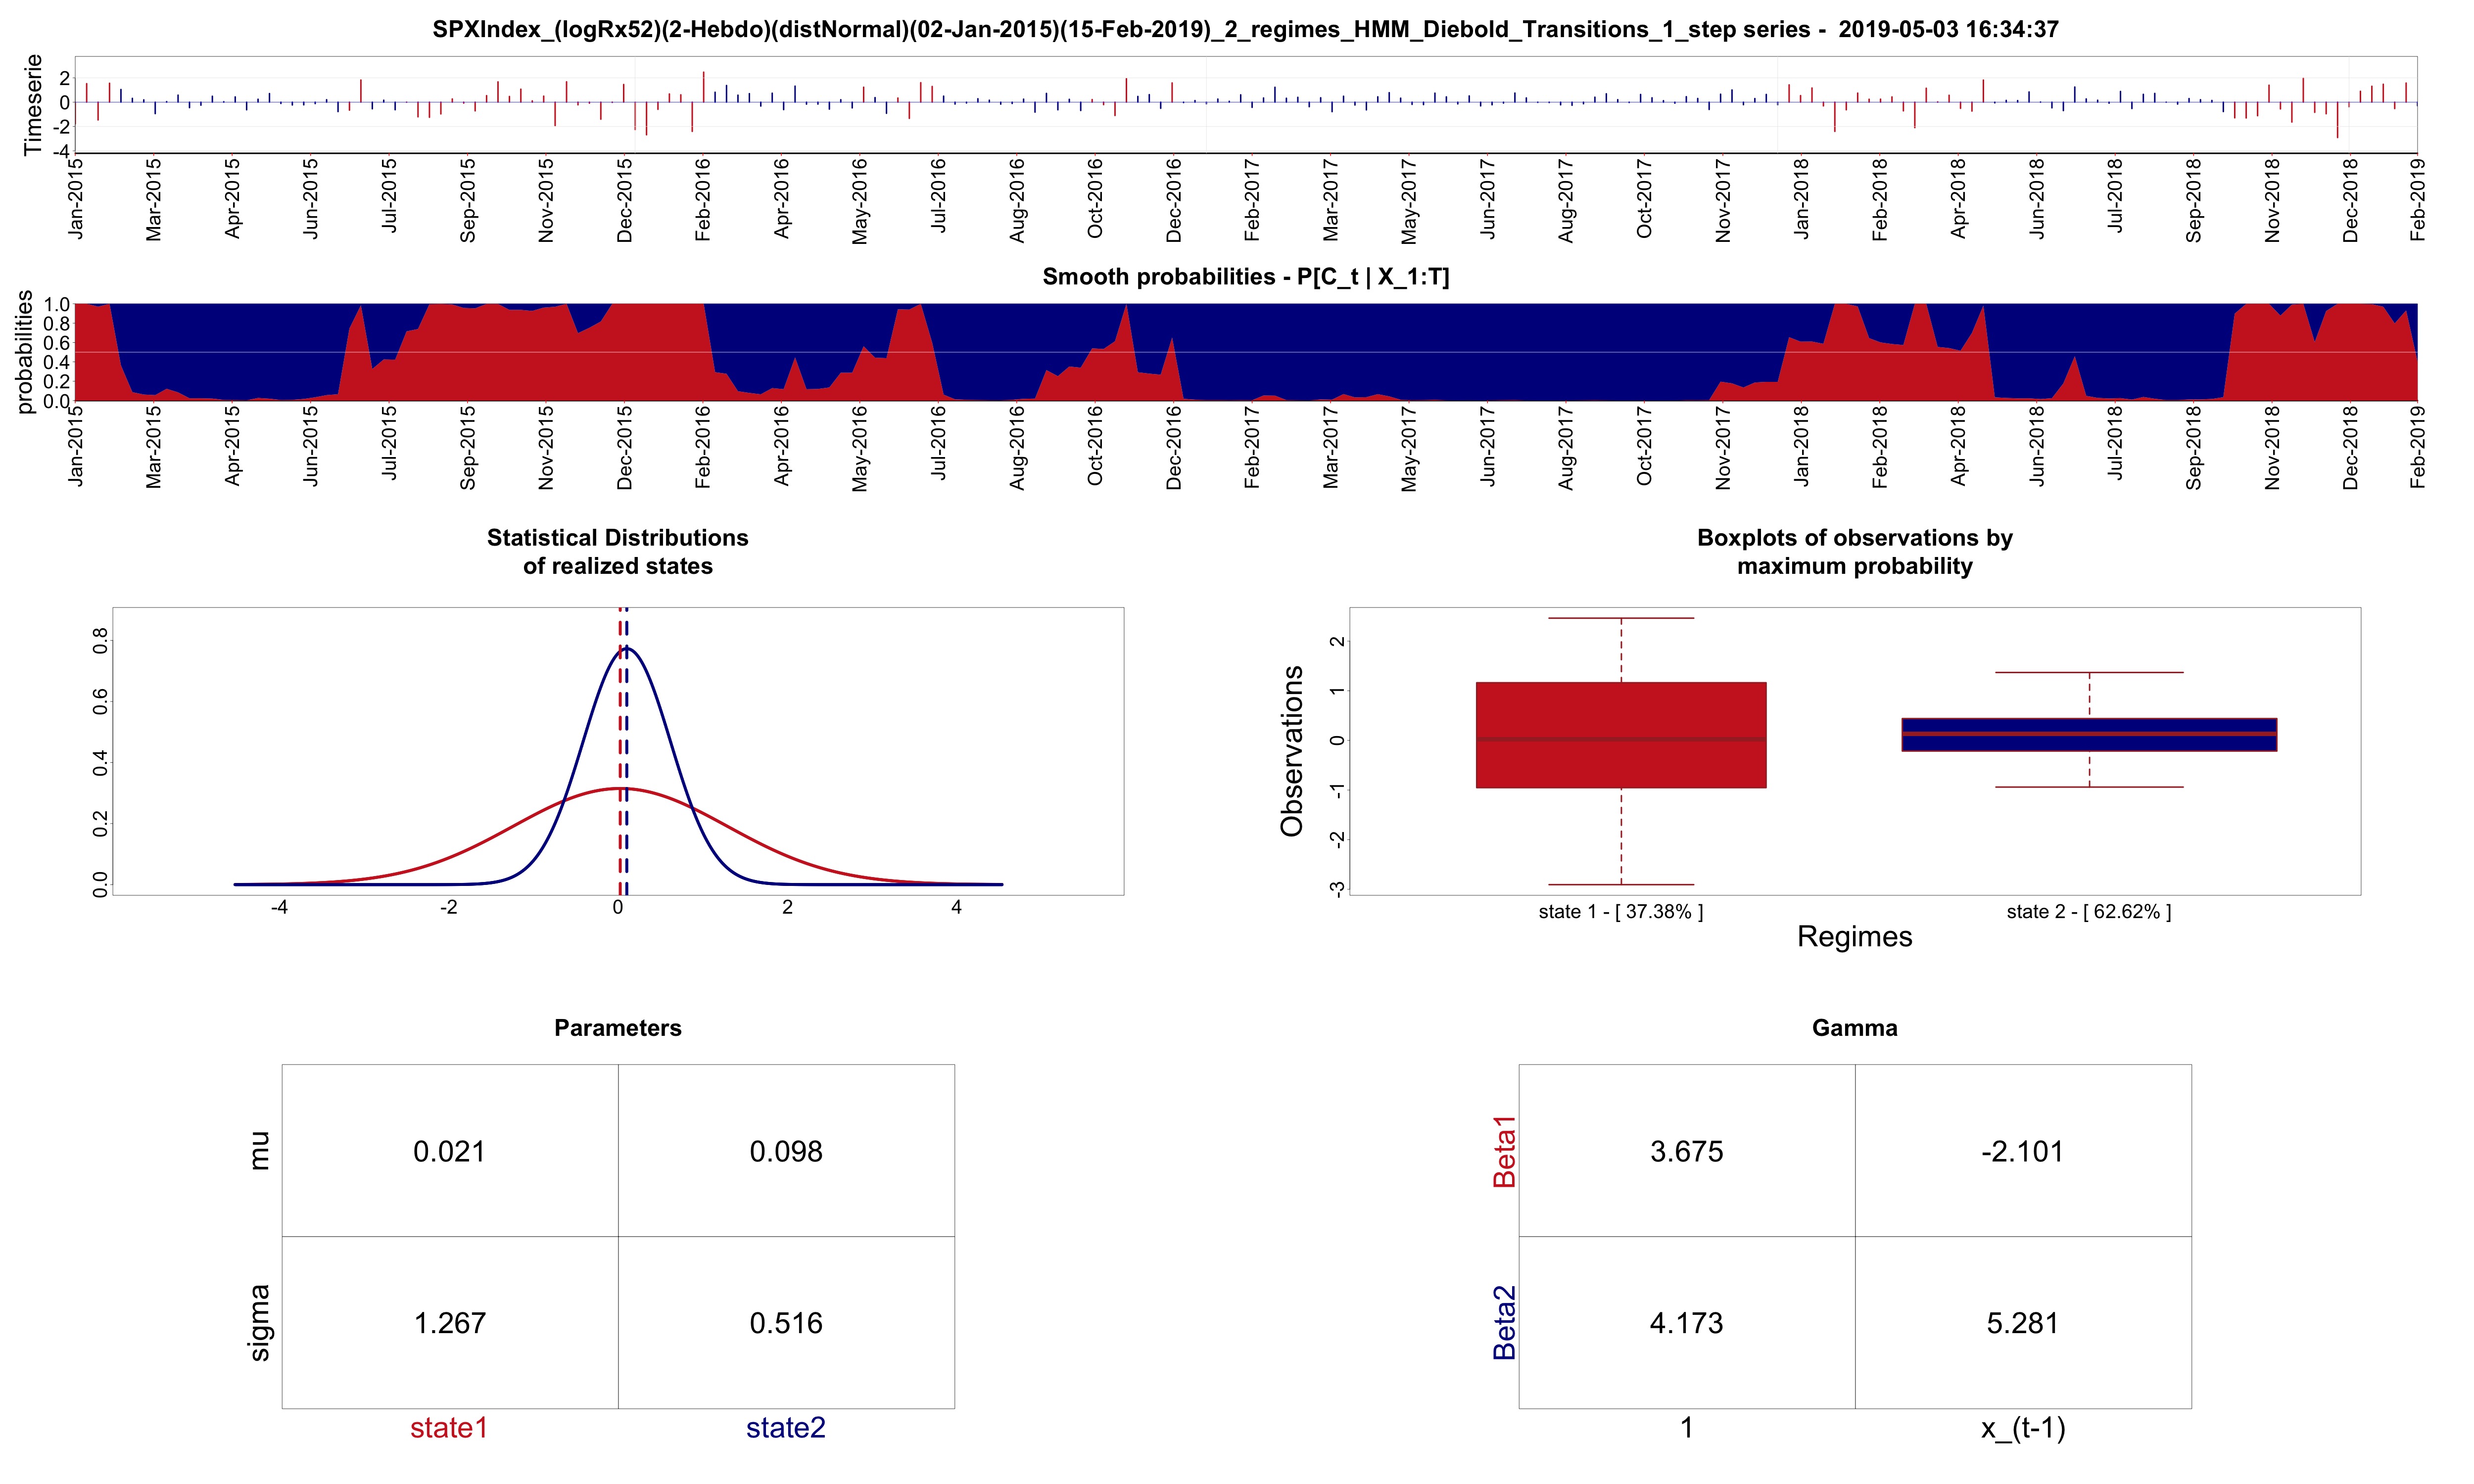 SPXIndex_(logRx52)(2-Hebdo)(distNormal)(02-Jan-2015)(15-Feb-2019)_2_regimes_HMM_Diebold_Transitions_1_step series - 2019-05-03 16:34:37
Timeserie
2
0
-2
-4
Jan-2015 Mar-2015 Apr-2015 Jun-2015 Jul-2015 Sep-2015 Nov-2015 Dec-2015 Feb-2016 Apr-2016 May-2016 Jul-2016 Aug-2016 Oct-2016 Dec-2016 Feb-2017 Mar-2017 May-2017 Jun-2017 Aug-2017 Oct-2017 Nov-2017 Jan-2018 Feb-2018 Apr-2018 Jun-2018 Jul-2018 Sep-2018 Nov-2018 Dec-2018 Feb-2019
Smooth probabilities - P[C_t | X_1:T]
probabilities
1.0
0.8
0.6
0.4
0.2
0.0
Jan-2015 Mar-2015 Apr-2015 Jun-2015 Jul-2015 Sep-2015 Nov-2015 Dec-2015 Feb-2016 Apr-2016 May-2016 Jul-2016 Aug-2016 Oct-2016 Dec-2016 Feb-2017 Mar-2017 May-2017 Jun-2017 Aug-2017 Oct-2017 Nov-2017 Jan-2018 Feb-2018 Apr-2018 Jun-2018 Jul-2018 Sep-2018 Nov-2018 Dec-2018 Feb-2019
Statistical Distributions
of realized states
0.8
0.6
0.4
0.2
0.0
-4 -2 0 2 4
Boxplots of observations by
maximum probability
Observations
2
1
0
-1
-2
-3
state 1 - [ 37.38% ] state 2 - [ 62.62% ]
Regimes
Parameters
mu 0.021 0.098
sigma 1.267 0.516
state1 state2
Gamma
Beta1 3.675 -2.101
Beta2 4.173 5.281
1 x_(t-1)